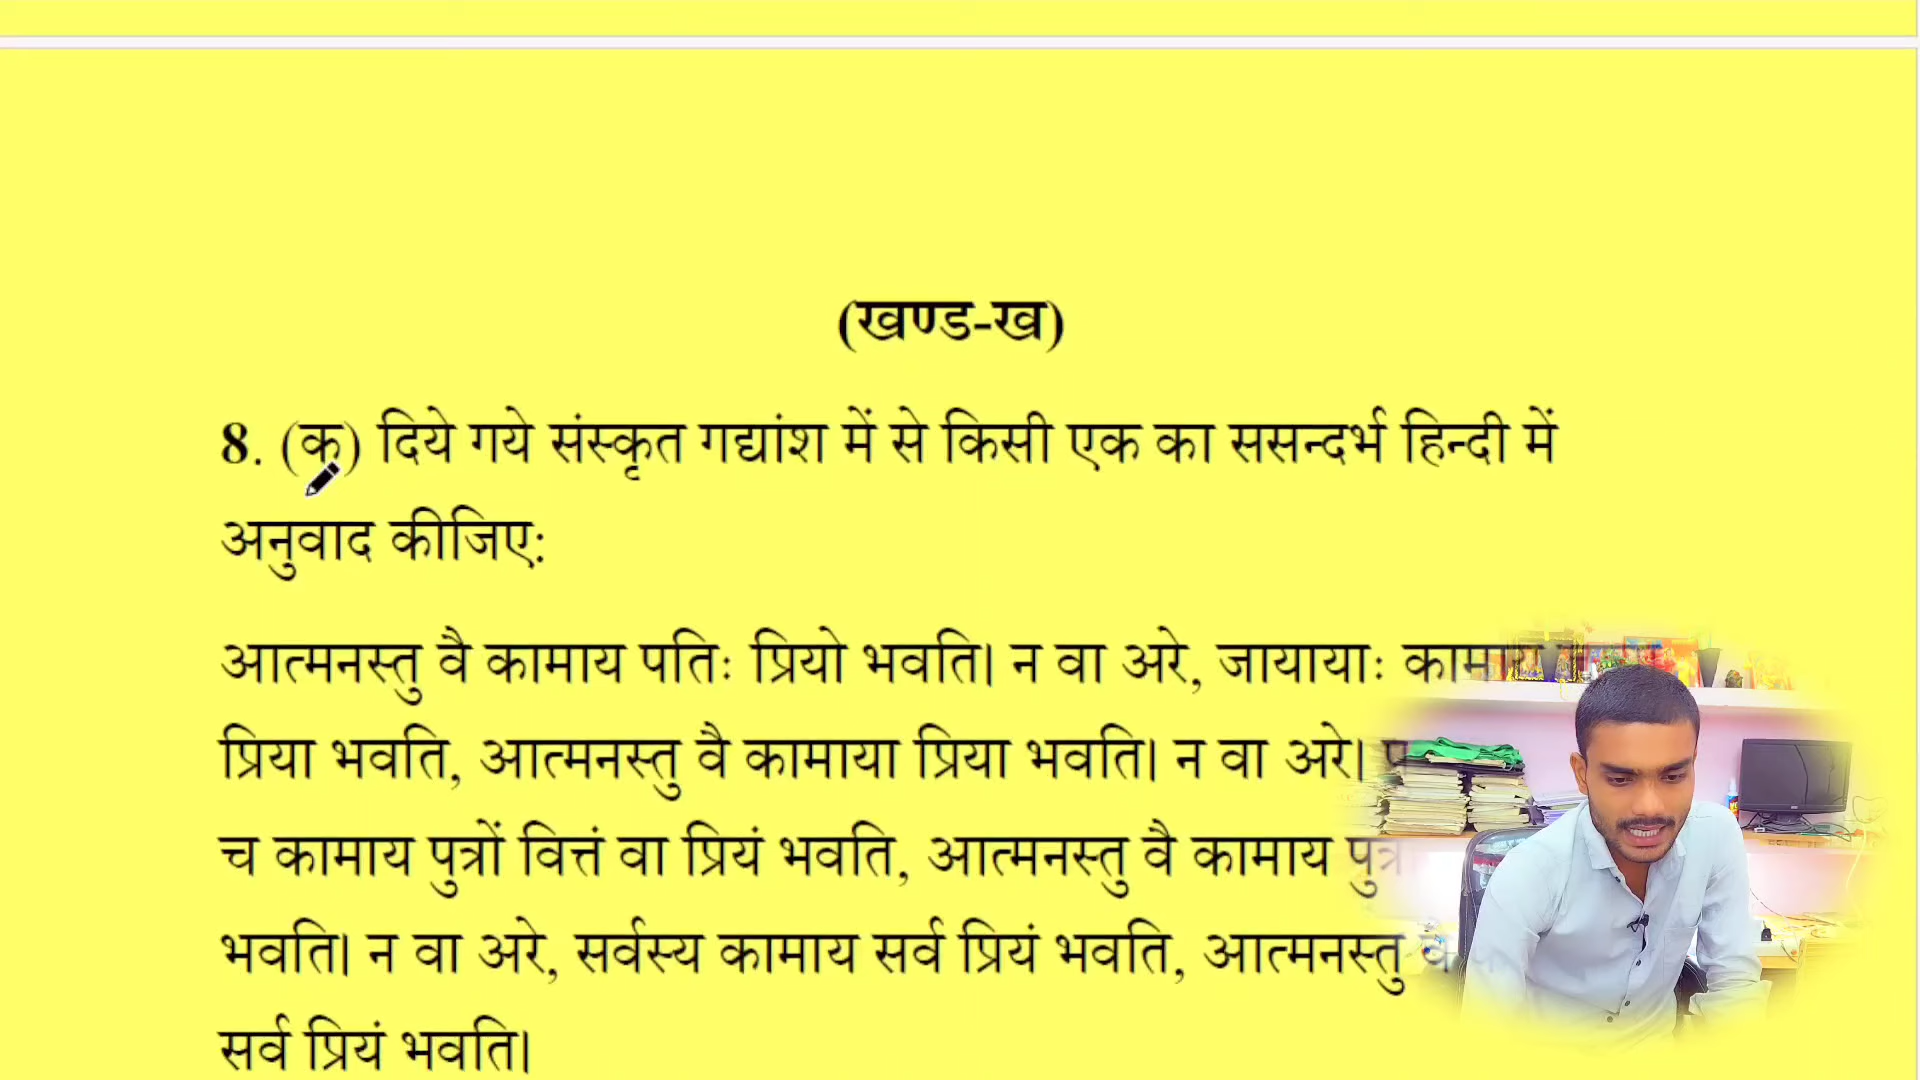 (खण्ड-ख)
8. (क) दिये गये संस्कृत गद्यांश में से किसी एक का ससन्दर्भ हिन्दी में
अनुवाद कीजिए:
आत्मनस्तु वै कामाय पतिः प्रियो भवति। न वा अरे, जायायाः कामाय
प्रिया भवति, आत्मनस्तु वै कामाया प्रिया भवति। न वा अरे।
च कामाय पुत्रों वित्तं वा प्रियं भवति, आत्मनस्तु वै कामाय
भवति। न वा अरे, सर्वस्य कामाय सर्व प्रियं भवति, आत्मनस्तु वै
सर्व प्रियं भवति।